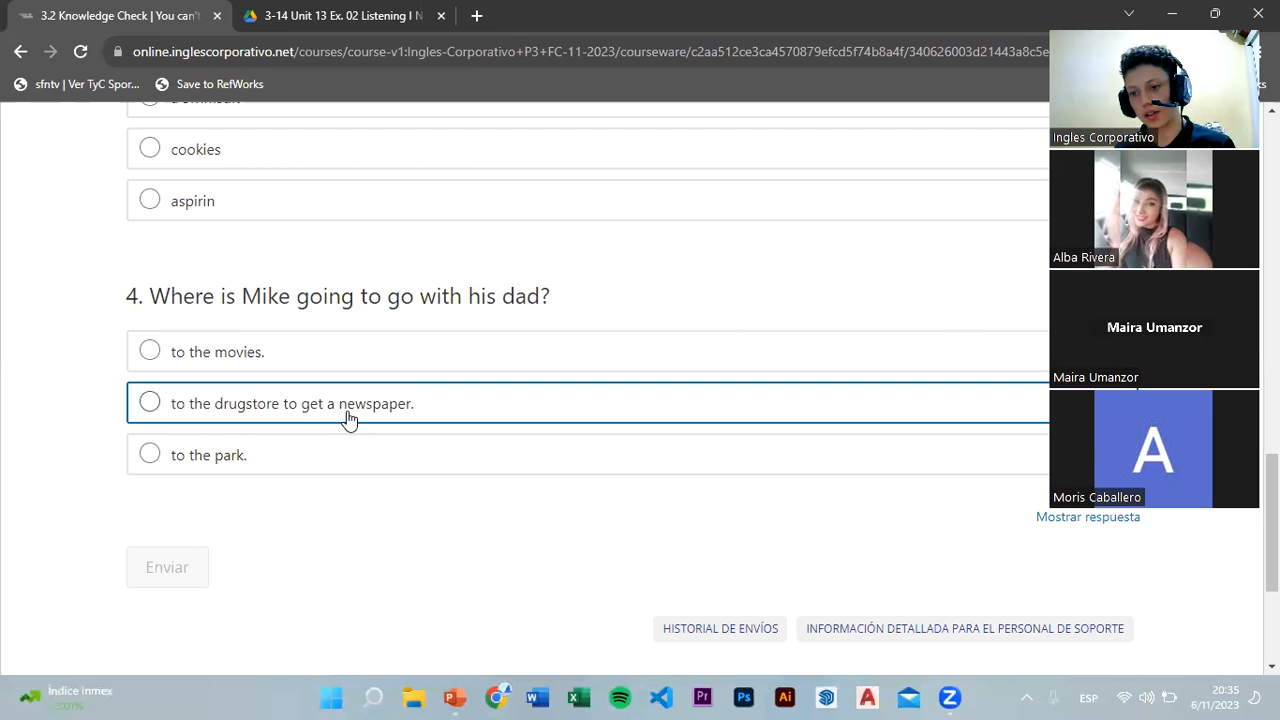 3.2 Knowledge Check | You can't
3-14 Unit 13 Ex. 02 Listening I N
online.inglescorporativo.net/courses/course-v1:Ingles-Corporativo+P3+FC-11-2023/courseware/c2aa512ce3ca4570879efcd5f74b8a4f/340626003d21443a8c5e
sfntv | Ver TyC Spor...
Save to RefWorks
Ingles Corporativo
cookies
aspirin
Alba Rivera
4. Where is Mike going to go with his dad?
to the movies.
Maira Umanzor
Maira Umanzor
to the drugstore to get a newspaper.
to the park.
A
Moris Caballero
Mostrar respuesta
Enviar
HISTORIAL DE ENVÍOS
INFORMACIÓN DETALLADA PARA EL PERSONAL DE SOPORTE
Índice Inmex
ESP
20:35
6/11/2023